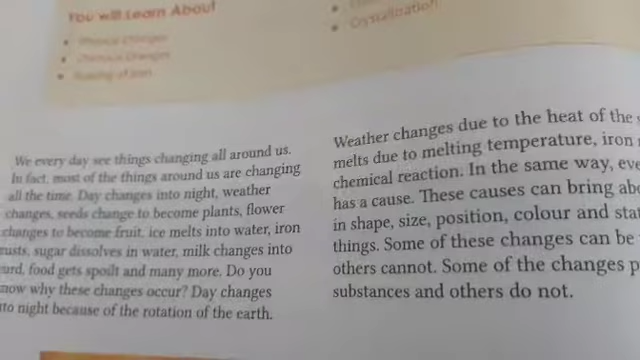 You will Learn About
• Physical changes
• Chemical changes
• Rusting of iron
• Crystallization
We every day see things changing all around us.
In fact, most of the things around us are changing
all the time. Day changes into night, weather
changes, seeds change to become plants, flower
changes to become fruit, ice melts into water, iron
rusts, sugar dissolves in water, milk changes into
curd, food gets spoilt and many more. Do you
now why these changes occur? Day changes
to night because of the rotation of the earth.
Weather changes due to the heat of the
melts due to melting temperature, iron
chemical reaction. In the same way, eve
has a cause. These causes can bring ab
in shape, size, position, colour and stat
things. Some of these changes can be
others cannot. Some of the changes p
substances and others do not.